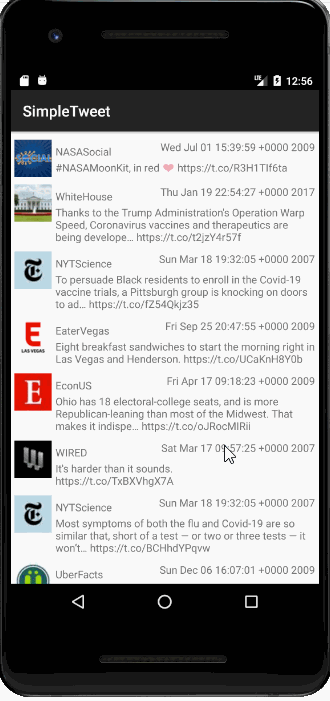 LTE 12:56
SimpleTweet
NASASocial Wed Jul 01 15:39:59 +0000 2009
#NASAMoonKit, in red ❤ https://t.co/R3H1TIf6ta
WhiteHouse Thu Jan 19 22:54:27 +0000 2017
Thanks to the Trump Administration's Operation Warp
Speed, Coronavirus vaccines and therapeutics are
being develope… https://t.co/t2jzY4r57f
NYTScience Sun Mar 18 19:32:05 +0000 2007
To persuade Black residents to enroll in the Covid-19
vaccine trials, a Pittsburgh group is knocking on doors
to ad… https://t.co/fZ54Qkjz35
EaterVegas Fri Sep 25 20:47:55 +0000 2009
E
LAS VEGAS
Eight breakfast sandwiches to start the morning right in
Las Vegas and Henderson. https://t.co/UCaKnH8Y0b
EconUS Fri Apr 17 09:18:23 +0000 2009
E
Ohio has 18 electoral-college seats, and is more
Republican-leaning than most of the Midwest. That
makes it indispe… https://t.co/oJRocMIRii
WIRED Sat Mar 17 09:57:25 +0000 2007
It's harder than it sounds.
https://t.co/TxBXVhgX7A
NYTScience Sun Mar 18 19:32:05 +0000 2007
Most symptoms of both the flu and Covid-19 are so
similar that, short of a test — or two or three tests — it
won't… https://t.co/BCHhdYPqvw
UberFacts Sun Dec 06 16:07:01 +0000 2009